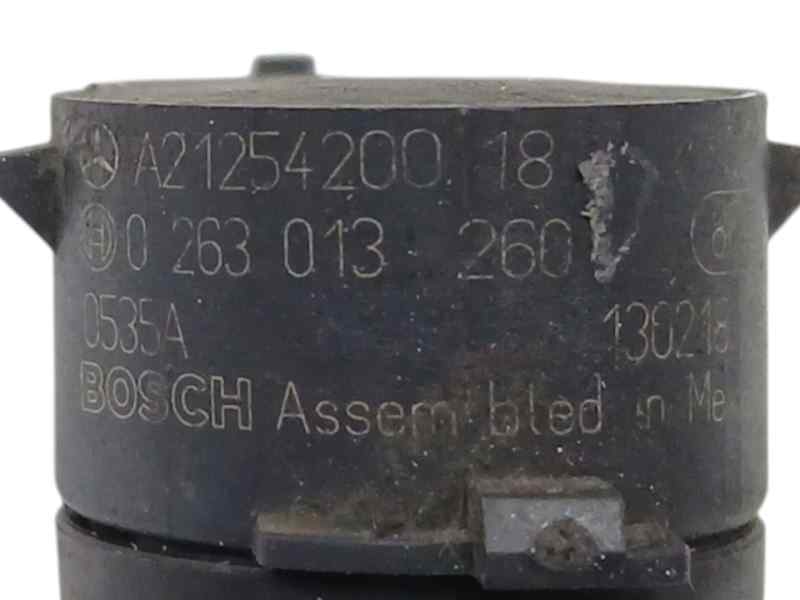 A21254200 18
0 263 013 260
0535A 130218
BOSCH Assembled in Me